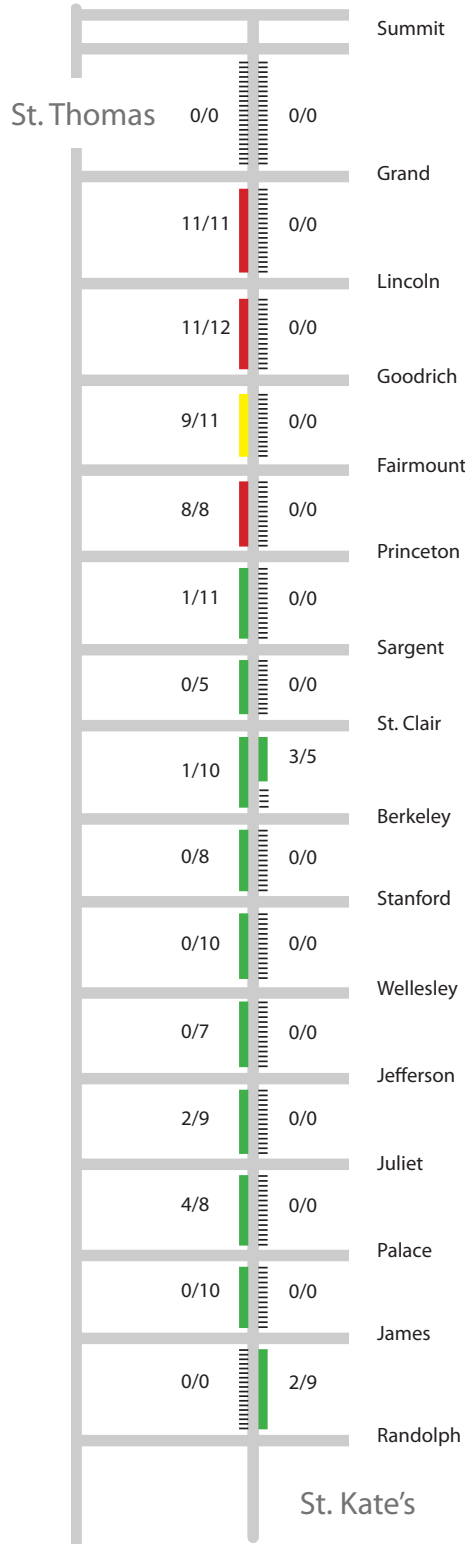 Summit
St. Thomas 0/0 0/0
Grand
11/11 0/0
Lincoln
11/12 0/0
Goodrich
9/11 0/0
Fairmount
8/8 0/0
Princeton
1/11 0/0
Sargent
0/5 0/0
St. Clair
3/5
1/10
Berkeley
0/8 0/0
Stanford
0/10 0/0
Wellesley
0/7 0/0
Jefferson
2/9 0/0
Juliet
4/8 0/0
Palace
0/10 0/0
James
0/0 2/9
Randolph
St. Kate's